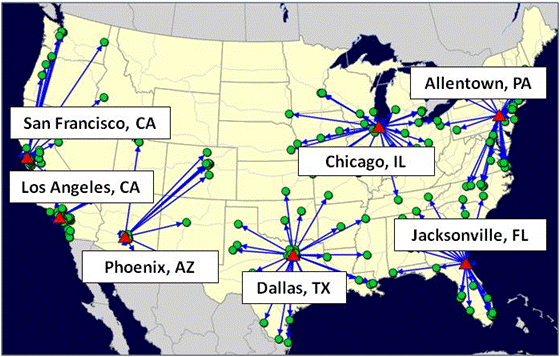 Allentown, PA
San Francisco, CA
Chicago, IL
Los Angeles, CA
Jacksonville, FL
Phoenix, AZ
Dallas, TX